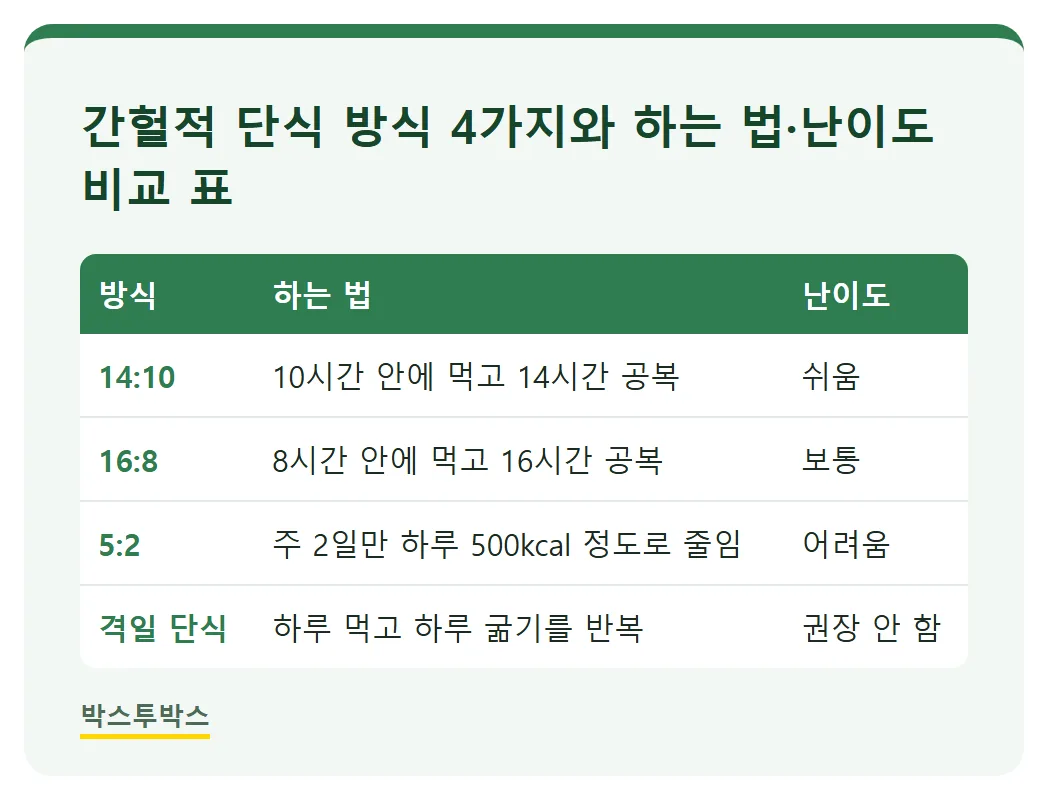 간헐적 단식 방식 4가지와 하는 법·난이도
비교 표
방식 하는 법 난이도
14:10 10시간 안에 먹고 14시간 공복 쉬움
16:8 8시간 안에 먹고 16시간 공복 보통
5:2 주 2일만 하루 500kcal 정도로 줄임 어려움
격일 단식 하루 먹고 하루 굶기를 반복 권장 안 함
박스투박스